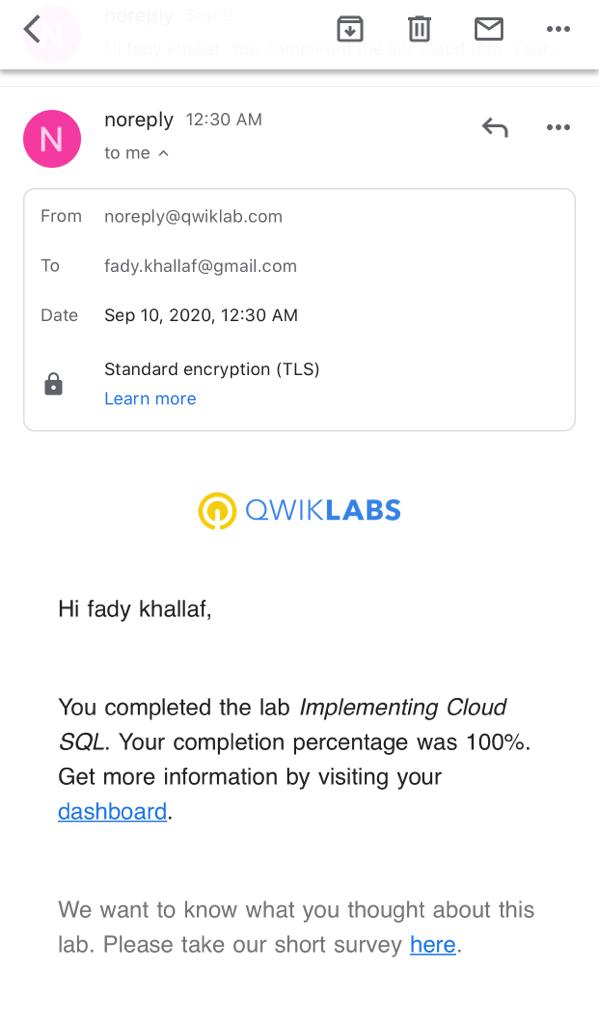 noreply Sep 9
Hi fady khallaf, You completed the lab Cloud IAM. Your...
N
noreply 12:30 AM
to me
From noreply@qwiklab.com
To fady.khallaf@gmail.com
Date Sep 10, 2020, 12:30 AM
Standard encryption (TLS)
Learn more
QWIKLABS
Hi fady khallaf,
You completed the lab Implementing Cloud
SQL. Your completion percentage was 100%.
Get more information by visiting your
dashboard.
We want to know what you thought about this
lab. Please take our short survey here.